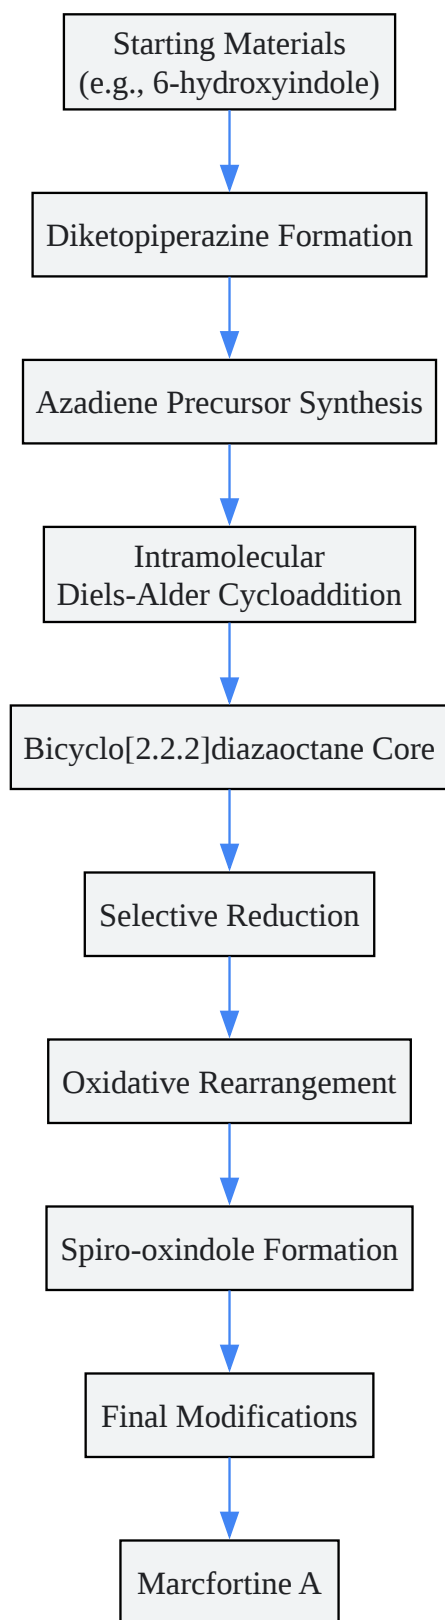 Starting Materials
(e.g., 6-hydroxyindole)
Diketopiperazine Formation
Azadiene Precursor Synthesis
Intramolecular
Diels-Alder Cycloaddition
Bicyclo[2.2.2]diazaoctane Core
Selective Reduction
Oxidative Rearrangement
Spiro-oxindole Formation
Final Modifications
Marcfortine A